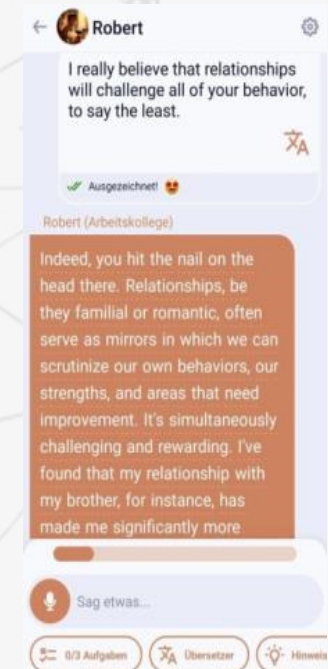 Robert
I really believe that relationships
will challenge all of your behavior,
to say the least.
Ausgezeichnet! 😍
Robert (Arbeitskollege)
Indeed, you hit the nail on the
head there. Relationships, be
they familial or romantic, often
serve as mirrors in which we can
scrutinize our own behaviors, our
strengths, and areas that need
improvement. It's simultaneously
challenging and rewarding. I've
found that my relationship with
my brother, for instance, has
made me significantly more
Sag etwas...
0/3 Aufgaben Übersetzer Hinweis